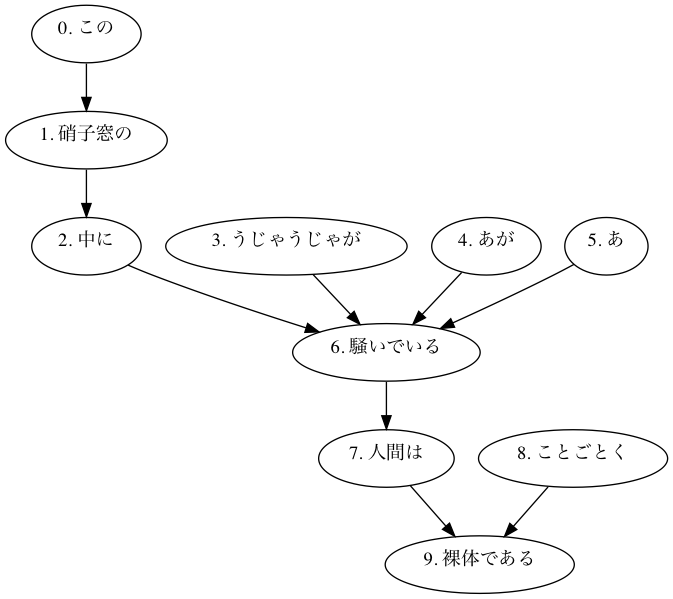 0. この
1. 硝子窓の
2. 中に
3. うじゃうじゃが
4. あが
5. あ
6. 騒いでいる
7. 人間は
8. ことごとく
9. 裸体である